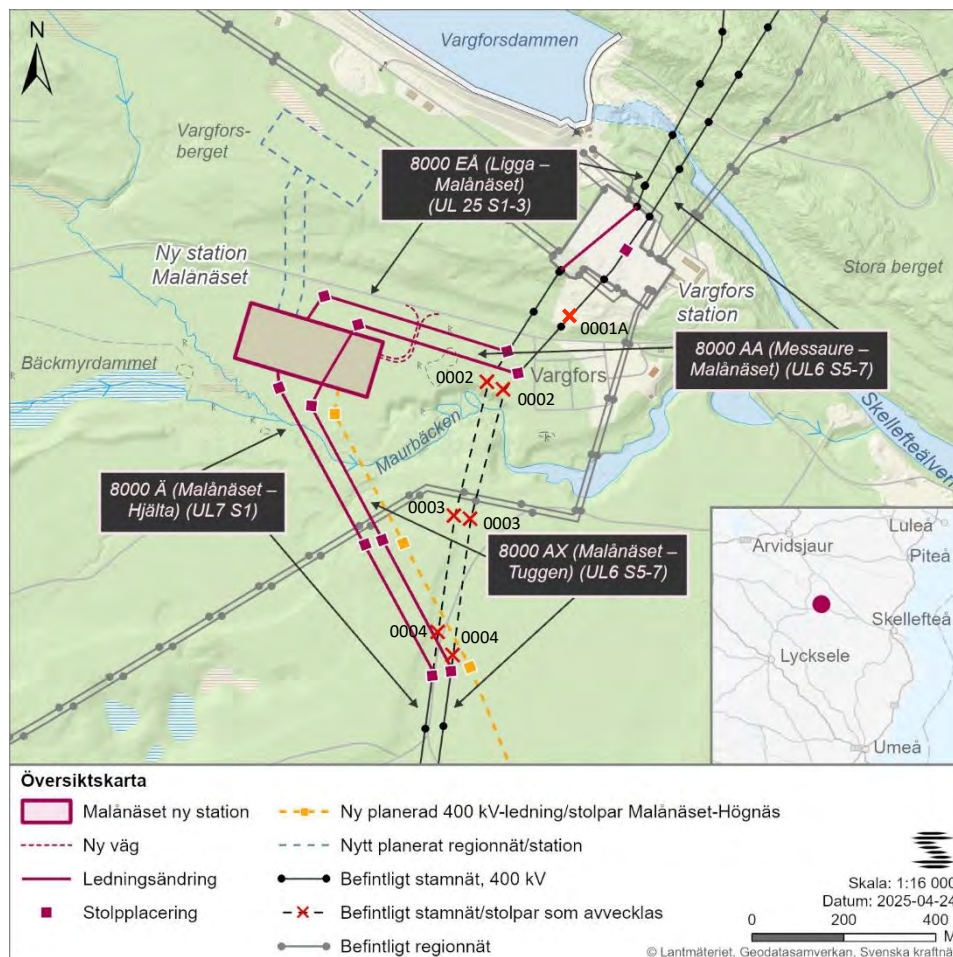 N
Vargforsdammen
Vargfors-
berget
8000 EÅ (Ligga –
Malånäset)
(UL 25 S1-3)
Ny station
Malånäset
Stora berget
Vargfors
station
0001A
Bäckmyrdammet
8000 AA (Messaure –
Malånäset) (UL6 S5-7)
0002
Vargfors
0002
Skellefteälven
Maurbäcken
8000 Ä (Malånäset –
Hjälta) (UL7 S1)
0003
0003
8000 AX (Malånäset –
Tuggen) (UL6 S5-7)
0004
0004
Luleå
Arvidsjaur
Piteå
Skellefteå
Lycksele
Umeå
Översiktskarta
Malånäset ny station
Ny väg
Ledningsändring
Stolpplacering
Ny planerad 400 kV-ledning/stolpar Malånäset-Högnäs
Nytt planerat regionnät/station
Befintligt stamnät, 400 kV
Befintligt stamnät/stolpar som avvecklas
Befintligt regionnät
Skala: 1:16 000
Datum: 2025-04-24
0 200 400
M
© Lantmäteriet, Geodatasamverkan, Svenska kraftnä